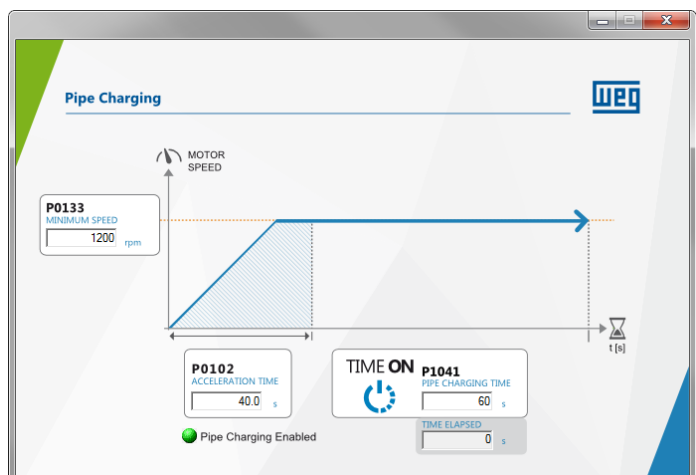 Pipe Charging
WEG
MOTOR
SPEED
P0133
MINIMUM SPEED
1200 rpm
t [s]
P0102
ACCELERATION TIME
40.0 s
TIME ON
P1041
PIPE CHARGING TIME
60 s
TIME ELAPSED
0 s
Pipe Charging Enabled